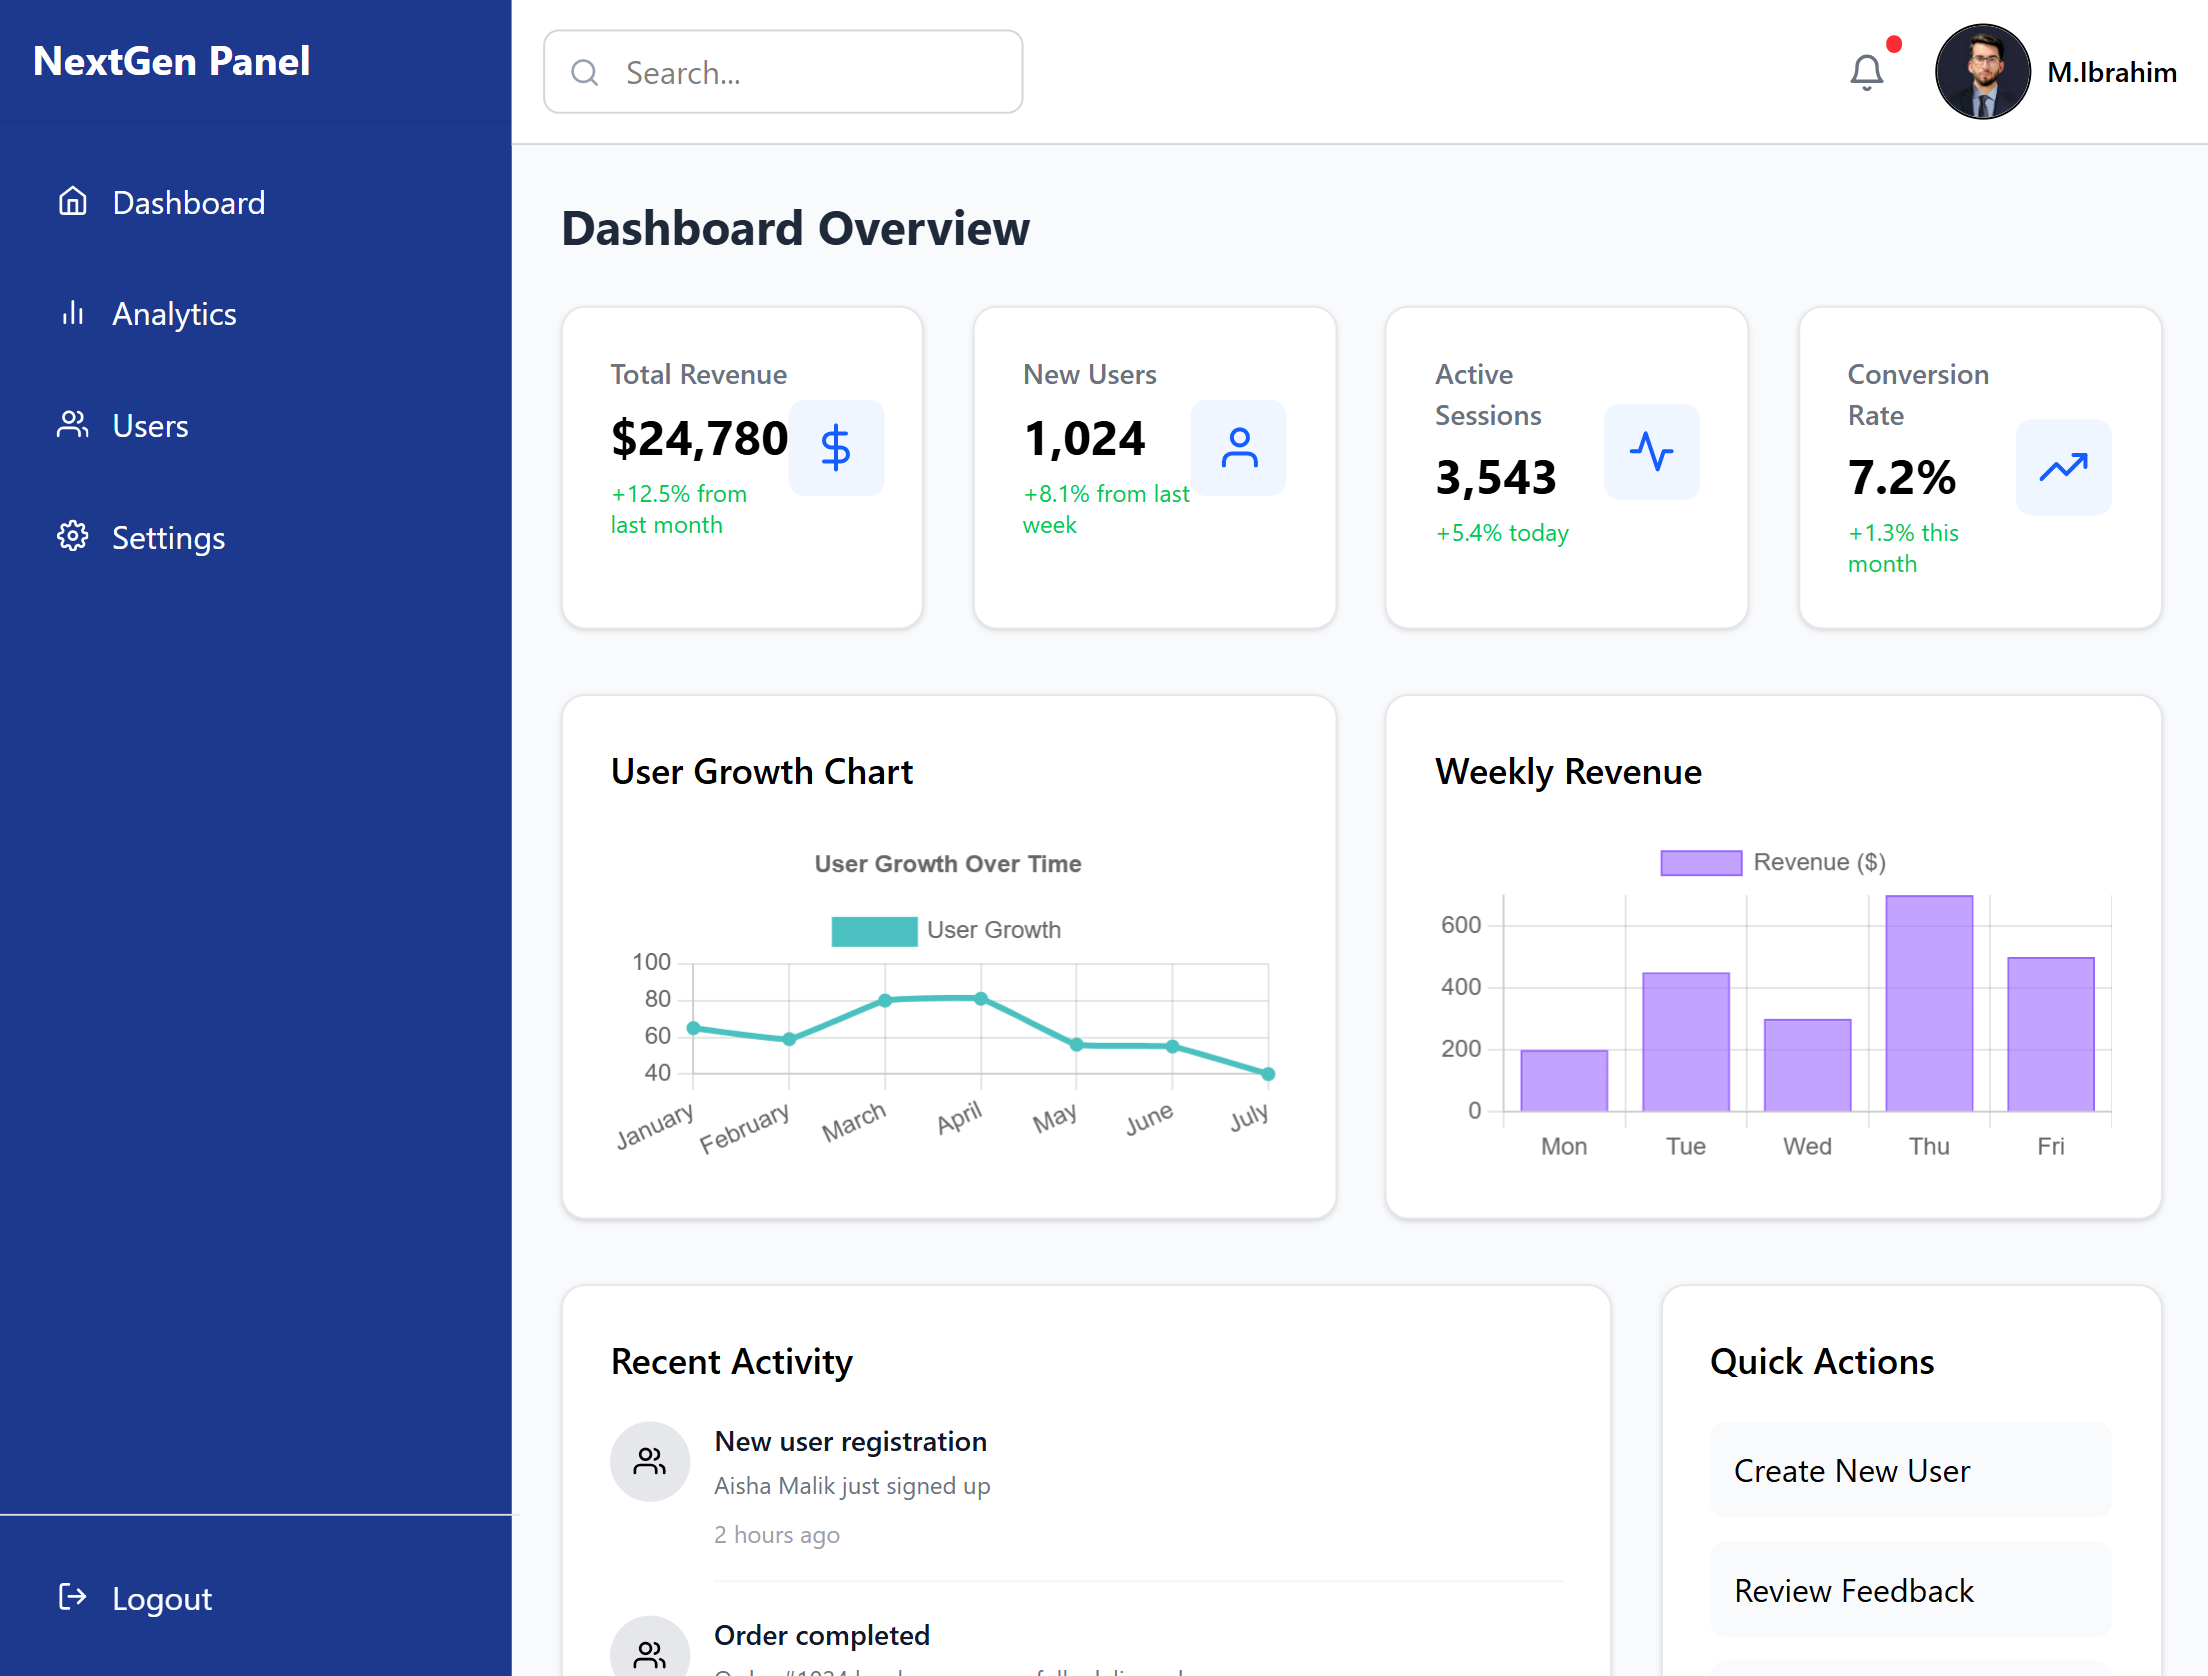 NextGen Panel
Dashboard
Analytics
Users
Settings
Logout
Search...
M.Ibrahim
Dashboard Overview
Total Revenue
$24,780
+12.5% from
last month
New Users
1,024
+8.1% from last
week
Active
Sessions
3,543
+5.4% today
Conversion
Rate
7.2%
+1.3% this
month
User Growth Chart
User Growth Over Time
User Growth
100
80
60
40
January
February
March
April
May
June
July
Weekly Revenue
Revenue ($)
600
400
200
0
Mon
Tue
Wed
Thu
Fri
Recent Activity
New user registration
Aisha Malik just signed up
2 hours ago
Order completed
Quick Actions
Create New User
Review Feedback